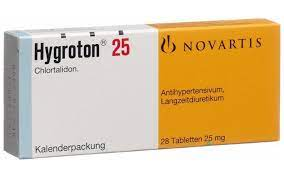 Hygroton® 25
Chlortalidon.
Kalenderpackung
NOVARTIS
Antihypertensivum,
Langzeitdiuretikum
28 Tabletten 25 mg